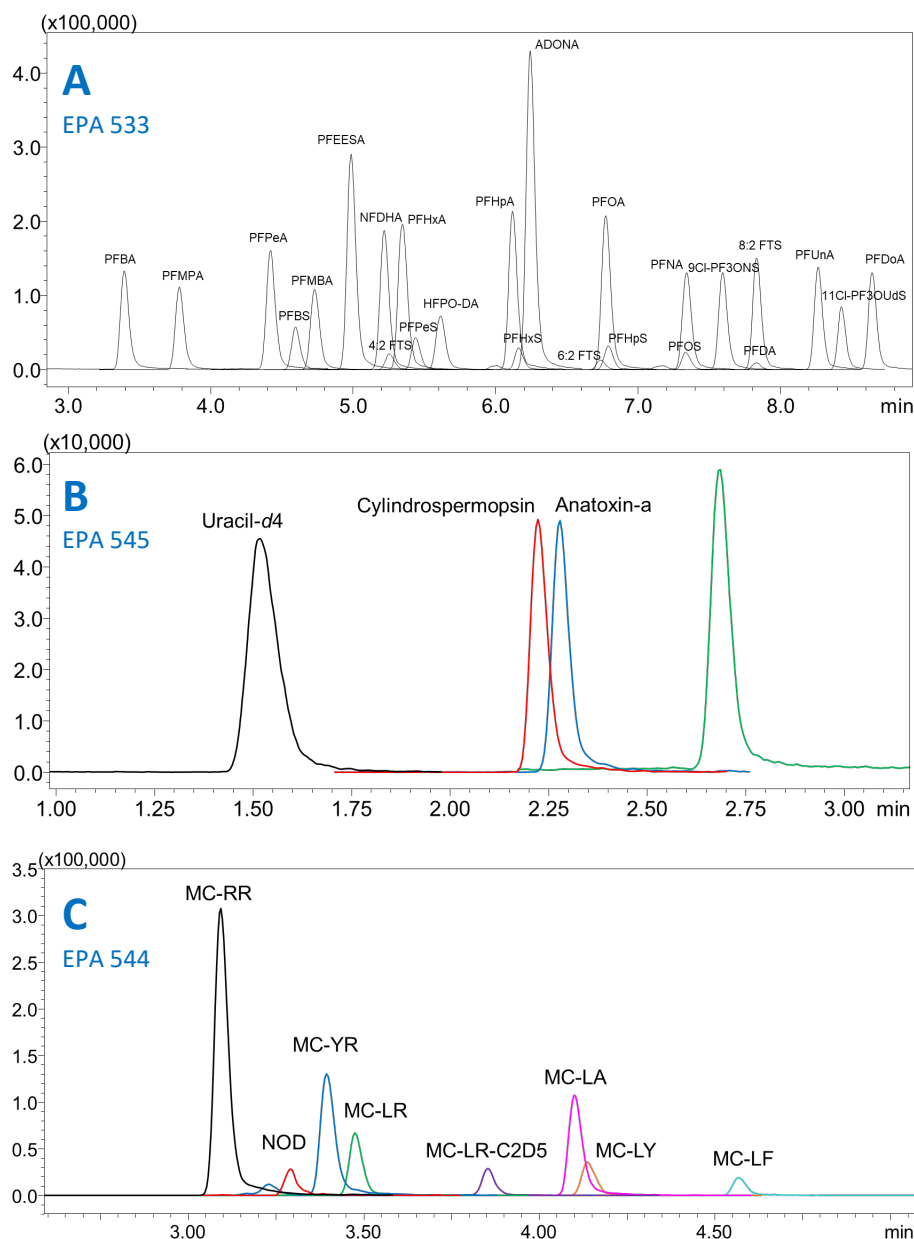 (x100,000)
A
EPA 533
ADONA
PFEESA
PFHpA
PFOA
NFDHA
PFHxA
PFPeA
8:2 FTS
PFUnA
PFBA
PFNA
9Cl-PF3ONS
PFDoA
PFMPA
PFMBA
11Cl-PF3OUdS
HFPO-DA
PFBS
PFPeS
4:2 FTS
PFHxS
PFHpS
6:2 FTS
PFOS
PFDA
4.0
3.0
2.0
1.0
0.0
3.0 4.0 5.0 6.0 7.0 8.0 min
(x10,000)
B
EPA 545
Uracil-d4
Cylindrospermopsin
Anatoxin-a
6.0
5.0
4.0
3.0
2.0
1.0
0.0
1.00 1.25 1.50 1.75 2.00 2.25 2.50 2.75 3.00 min
(x100,000)
C
EPA 544
MC-RR
MC-YR
MC-LR
NOD
MC-LR-C2D5
MC-LA
MC-LY
MC-LF
3.5
3.0
2.5
2.0
1.5
1.0
0.5
0.0
3.00 3.50 4.00 4.50 min